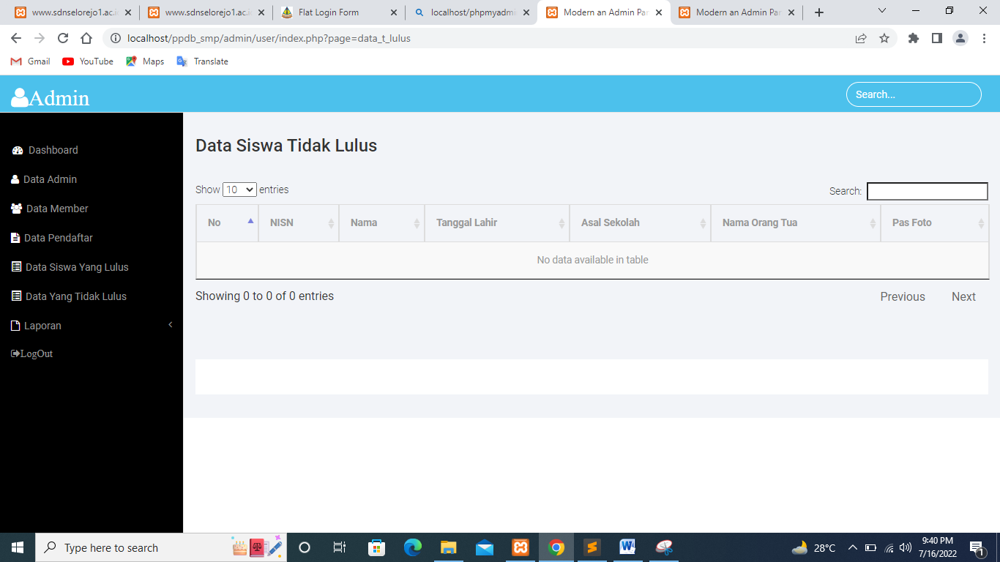 www.sdnselorejo1.ac.i
www.sdnselorejo1.ac.i
Flat Login Form
localhost/phpmyadmi
Modern an Admin Pan
Modern an Admin Pan
localhost/ppdb_smp/admin/user/index.php?page=data_t_lulus
Gmail YouTube Maps Translate
Admin
Search...
Dashboard
Data Admin
Data Member
Data Pendaftar
Data Siswa Yang Lulus
Data Yang Tidak Lulus
Laporan
LogOut
Data Siswa Tidak Lulus
Show 10 entries
Search:
No NISN Nama Tanggal Lahir Asal Sekolah Nama Orang Tua Pas Foto
No data available in table
Showing 0 to 0 of 0 entries
Previous Next
Type here to search
28°C
9:40 PM
7/16/2022
1